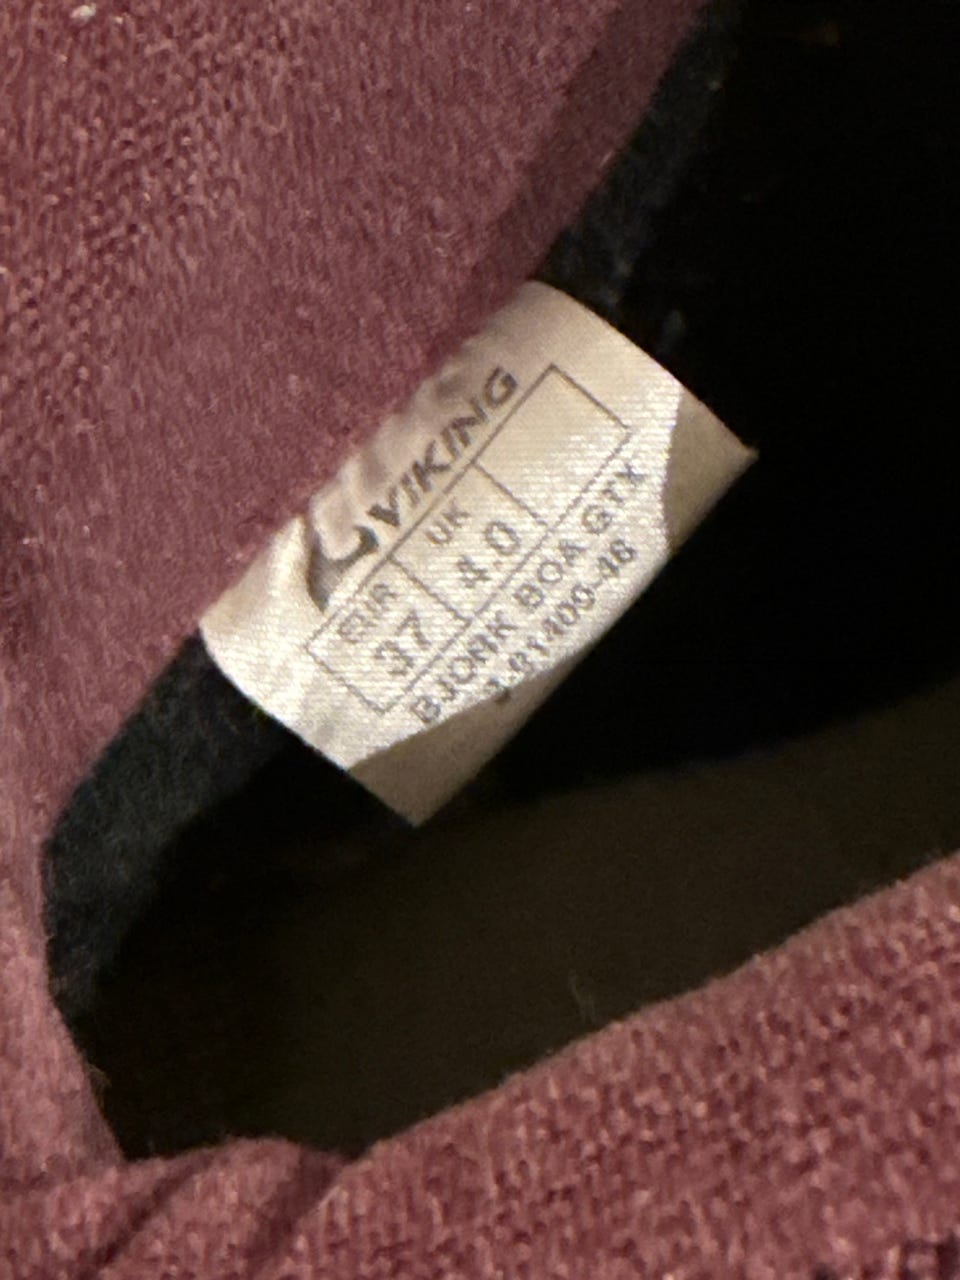 VIKING
EUR UK
37 4.0
BJORK BOA GTX